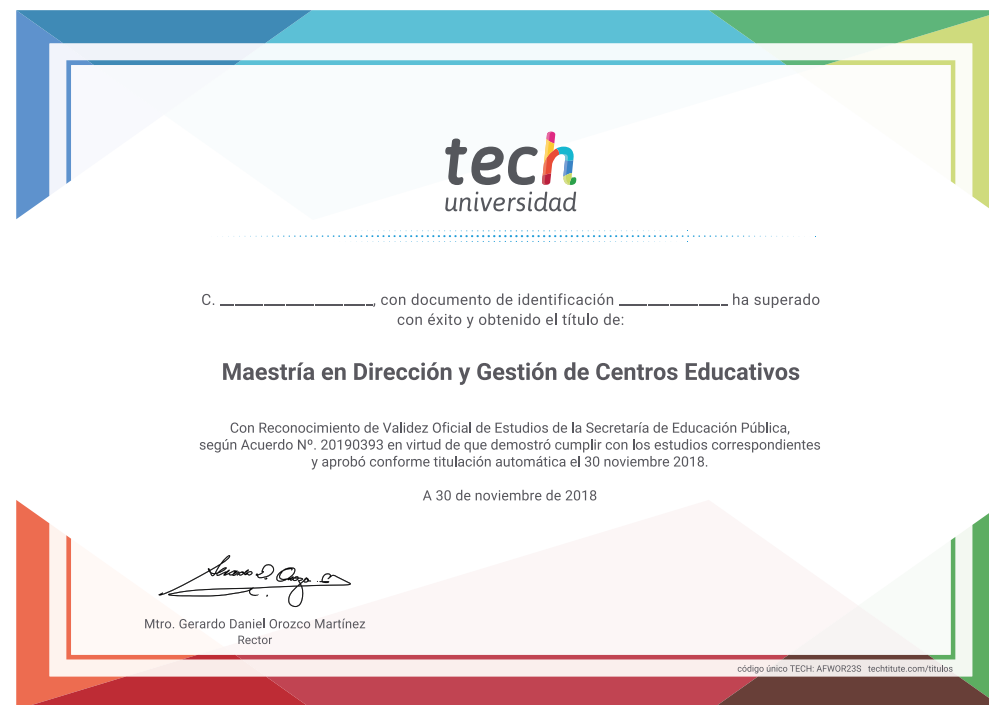 tech
universidad
C. ____________________, con documento de identificación ______________ ha superado
con éxito y obtenido el título de:
Maestría en Dirección y Gestión de Centros Educativos
Con Reconocimiento de Validez Oficial de Estudios de la Secretaría de Educación Pública,
según Acuerdo Nº. 20190393 en virtud de que demostró cumplir con los estudios correspondientes
y aprobó conforme titulación automática el 30 noviembre 2018.
A 30 de noviembre de 2018
Mtro. Gerardo Daniel Orozco Martínez
Rector
código único TECH: AFWOR23S techtitute.com/titulos